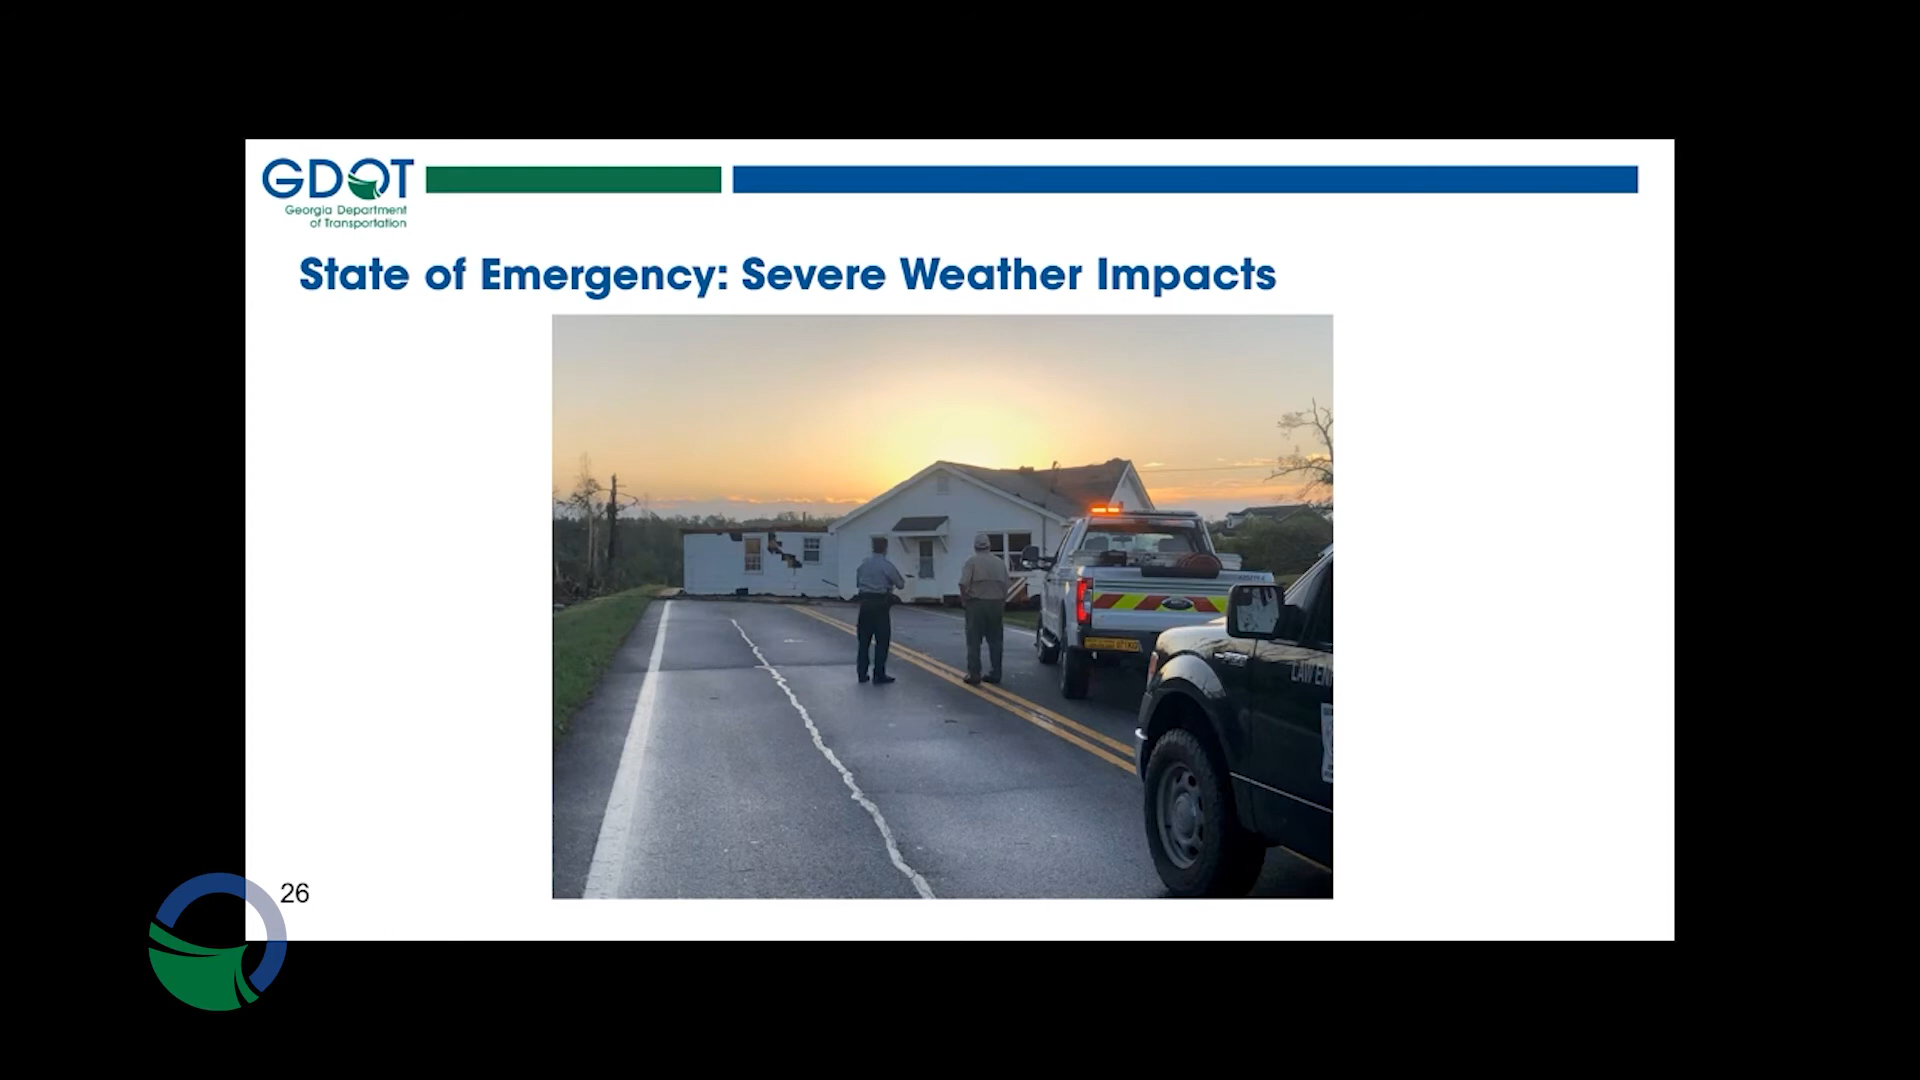 GDOT
Georgia Department
of Transportation
State of Emergency: Severe Weather Impacts
26